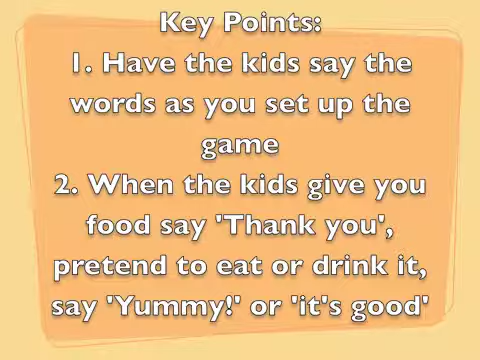 Key Points:
1. Have the kids say the
words as you set up the
game
2. When the kids give you
food say 'Thank you',
pretend to eat or drink it,
say 'Yummy!' or 'it's good'